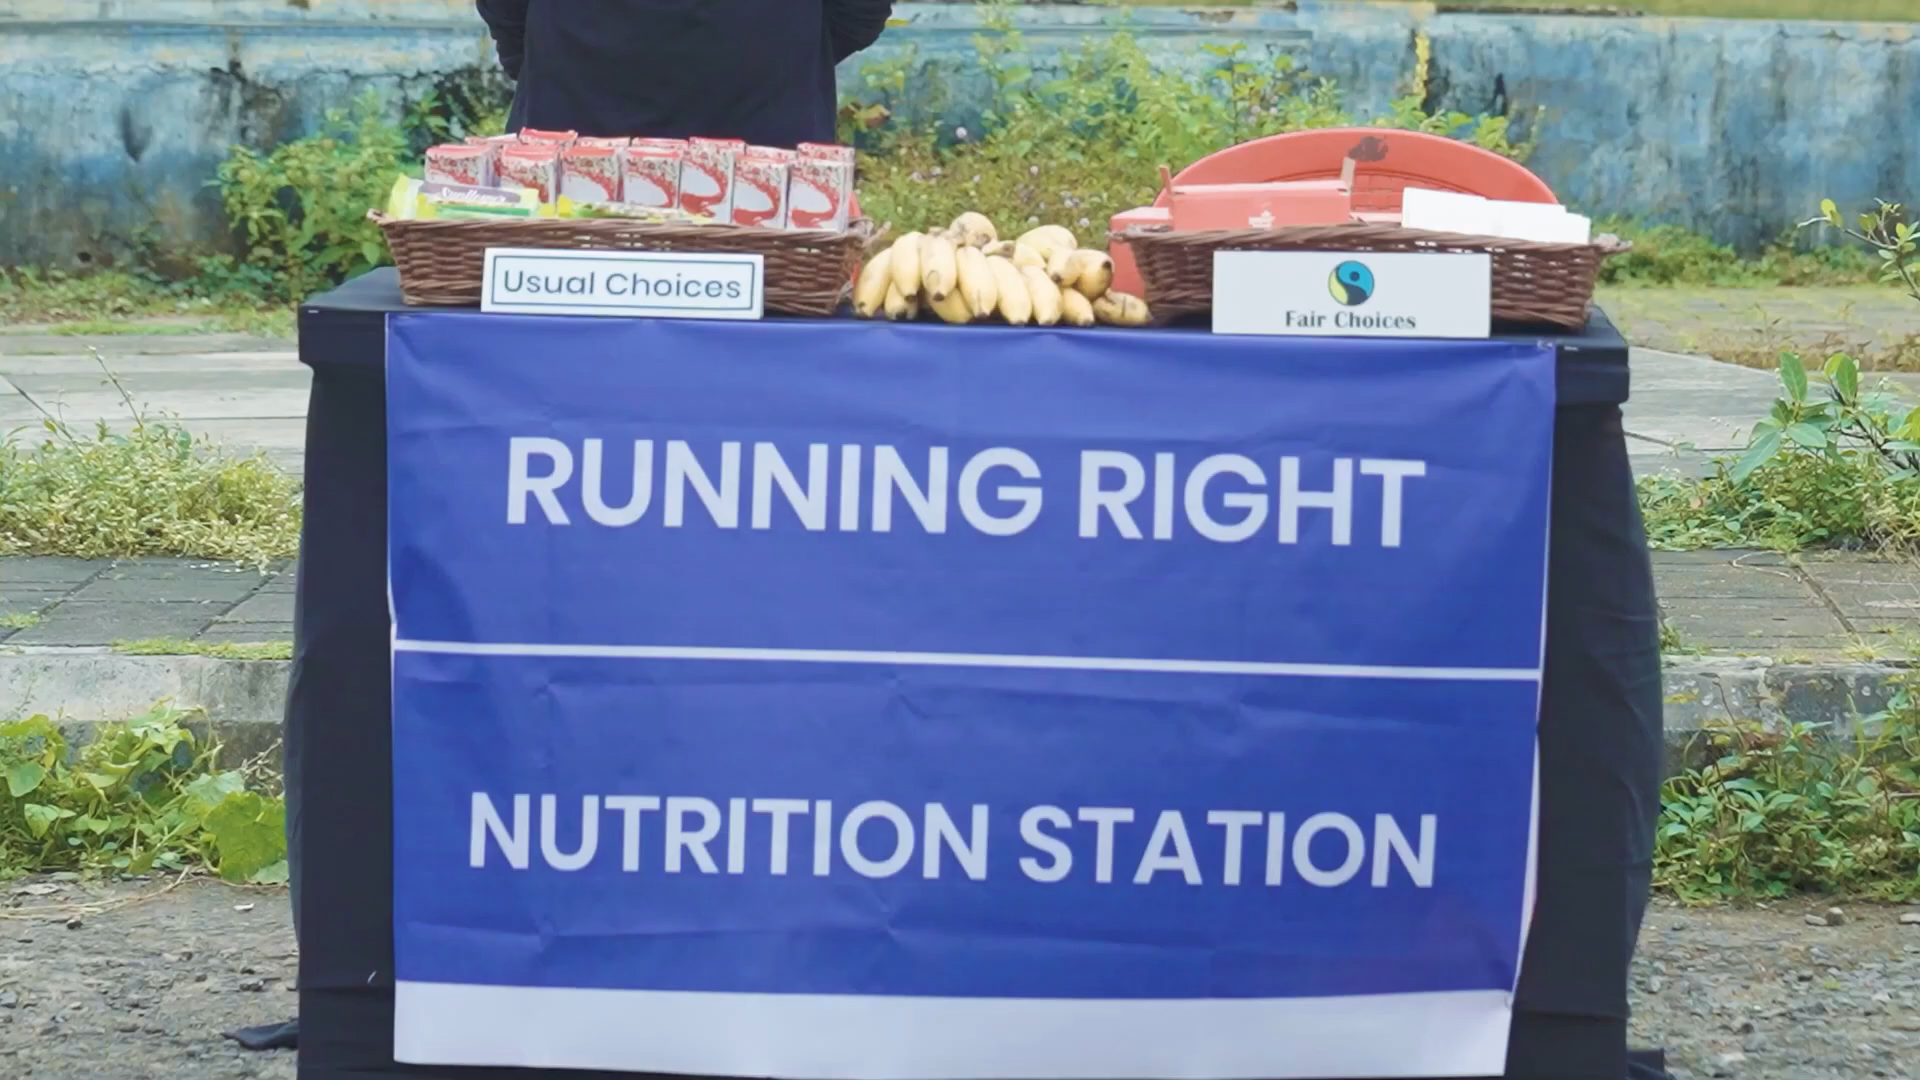 Usual Choices
Fair Choices
RUNNING RIGHT
NUTRITION STATION